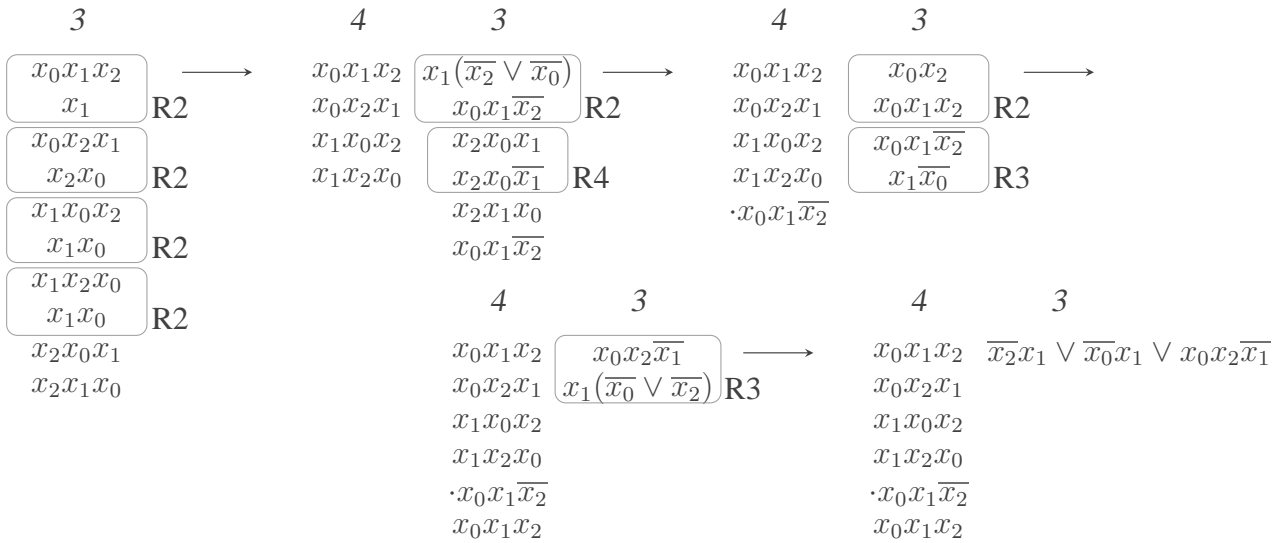 3 4 3 4 3
x₀x₁x₂ ⟶ x₀x₁x₂ x₁(x̅₂ ∨ x̅₀) ⟶ x₀x₁x₂ x₀x₂ ⟶
x₁ R2 x₀x₂x₁ x₀x₁x̅₂ R2 x₀x₂x₁ x₀x₁x₂ R2
x₀x₂x₁ x₁x₀x₂ x₂x₀x₁ x₁x₀x₂ x₀x₁x̅₂
x₂x₀ R2 x₁x₂x₀ x₂x₀x̅₁ R4 x₁x₂x₀ x₁x̅₀ R3
x₁x₀x₂ x₂x₁x₀ ·x₀x₁x̅₂
x₁x₀ R2 x₀x₁x̅₂
x₁x₂x₀ 4 3 4 3
x₁x₀ R2
x₂x₀x₁ x₀x₁x₂ x₀x₂x̅₁ ⟶ x₀x₁x₂ x̅₂x₁ ∨ x̅₀x₁ ∨ x₀x₂x̅₁
x₂x₁x₀ x₀x₂x₁ x₁(x̅₀ ∨ x̅₂) R3 x₀x₂x₁
x₁x₀x₂ x₁x₀x₂
x₁x₂x₀ x₁x₂x₀
·x₀x₁x̅₂ ·x₀x₁x̅₂
x₀x₁x₂ x₀x₁x₂